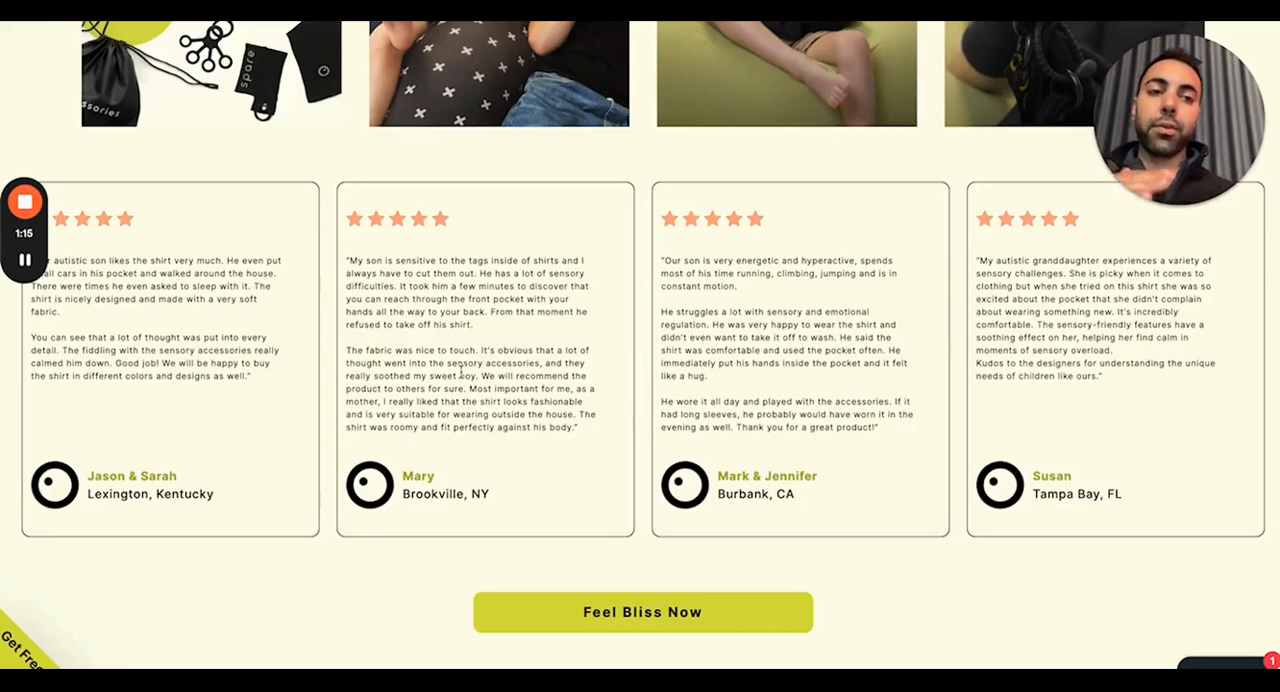 spare
ssories
1:15
autistic son likes the shirt very much. He even put
all cars in his pocket and walked around the house.
There were times he even asked to sleep with it. The
shirt is nicely designed and made with a very soft
fabric.
You can see that a lot of thought was put into every
detail. The fiddling with the sensory accessories really
calmed him down. Good job! We will be happy to buy
the shirt in different colors and designs as well."
Jason & Sarah
Lexington, Kentucky
"My son is sensitive to the tags inside of shirts and I
always have to cut them out. He has a lot of sensory
difficulties. It took him a few minutes to discover that
you can reach through the front pocket with your
hands all the way to your back. From that moment he
refused to take off his shirt.
The fabric was nice to touch. It's obvious that a lot of
thought went into the sensory accessories, and they
really soothed my sweet boy. We will recommend the
product to others for sure. Most important for me, as a
mother, I really liked that the shirt looks fashionable
and is very suitable for wearing outside the house. The
shirt was roomy and fit perfectly against his body."
Mary
Brookville, NY
"Our son is very energetic and hyperactive, spends
most of his time running, climbing, jumping and is in
constant motion.
He struggles a lot with sensory and emotional
regulation. He was very happy to wear the shirt and
didn't even want to take it off to wash. He said the
shirt was comfortable and used the pocket often. He
immediately put his hands inside the pocket and it felt
like a hug.
He wore it all day and played with the accessories. If it
had long sleeves, he probably would have worn it in the
evening as well. Thank you for a great product!"
Mark & Jennifer
Burbank, CA
"My autistic granddaughter experiences a variety of
sensory challenges. She is picky when it comes to
clothing but when she tried on this shirt she was so
excited about the pocket that she didn't complain
about wearing something new. It's incredibly
comfortable. The sensory-friendly features have a
soothing effect on her, helping her find calm in
moments of sensory overload.
Kudos to the designers for understanding the unique
needs of children like ours."
Susan
Tampa Bay, FL
Feel Bliss Now
Get Free
1